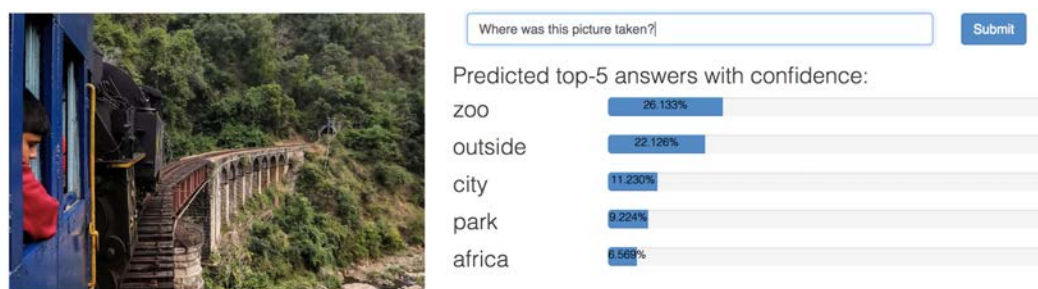 Where was this picture taken?
Submit
Predicted top-5 answers with confidence:
zoo 26.133%
outside 22.126%
city 11.230%
park 9.224%
africa 6.569%